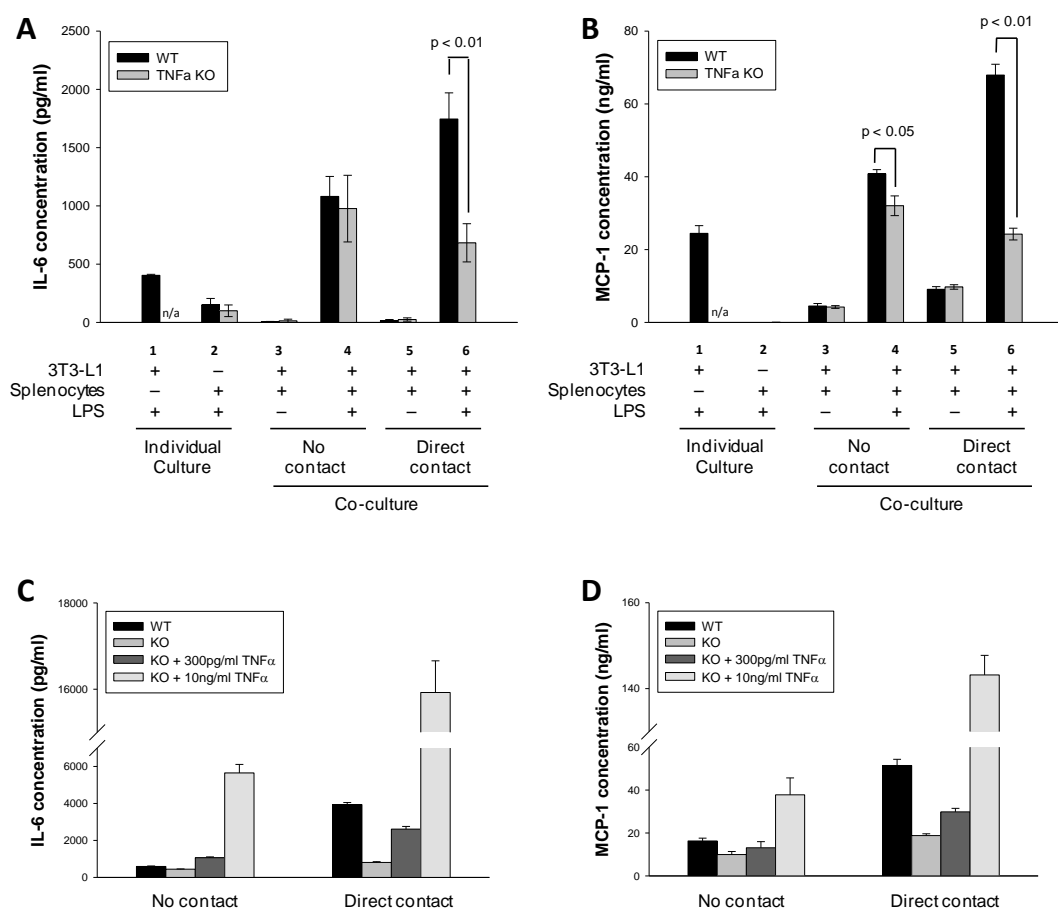 A
IL-6 concentration (pg/ml)
2500
2000
1500
1000
500
0
WT
TNFa KO
p < 0.01
n/a
1 2 3 4 5 6
3T3-L1 + – + + + +
Splenocytes – + + + + +
LPS + + – + – +
Individual Culture
No contact
Direct contact
Co-culture
B
MCP-1 concentration (ng/ml)
80
60
40
20
0
WT
TNFa KO
p < 0.05
p < 0.01
n/a
1 2 3 4 5 6
3T3-L1 + – + + + +
Splenocytes – + + + + +
LPS + + – + – +
Individual Culture
No contact
Direct contact
Co-culture
C
IL-6 concentration (pg/ml)
18000
16000
6000
4000
2000
0
WT
KO
KO + 300pg/ml TNFα
KO + 10ng/ml TNFα
No contact
Direct contact
D
MCP-1 concentration (ng/ml)
160
140
60
40
20
0
WT
KO
KO + 300pg/ml TNFα
KO + 10ng/ml TNFα
No contact
Direct contact